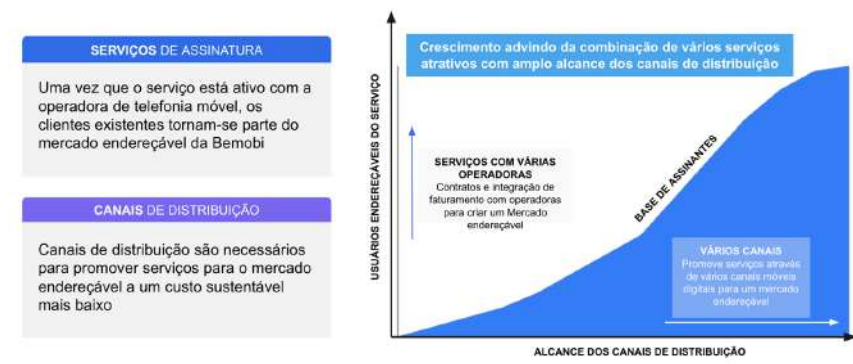 SERVIÇOS DE ASSINATURA
Uma vez que o serviço está ativo com a
operadora de telefonia móvel, os
clientes existentes tornam-se parte do
mercado endereçável da Bemobi
CANAIS DE DISTRIBUIÇÃO
Canais de distribuição são necessários
para promover serviços para o mercado
endereçável a um custo sustentável
mais baixo
USUÁRIOS ENDEREÇÁVEIS DO SERVIÇO
Crescimento advindo da combinação de vários serviços
atrativos com amplo alcance dos canais de distribuição
SERVIÇOS COM VÁRIAS
OPERADORAS
Contratos e integração de
faturamento com operadoras
para criar um Mercado
endereçável
BASE DE ASSINANTES
VÁRIOS CANAIS
Promove serviços através
de vários canais móveis
digitais para um mercado
endereçável
ALCANCE DOS CANAIS DE DISTRIBUIÇÃO